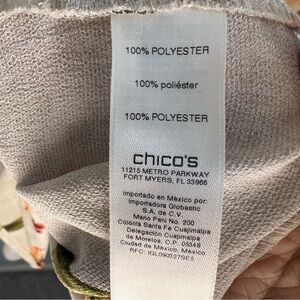 100% POLYESTER
100% poliéster
100% POLYESTER
chico's
11215 METRO PARKWAY
FORT MYERS, FL 33966
Importado en México por:
Importadora Globastic
S.A. de C.V.
Mario Pani No. 200
Colonia Santa Fe Cuajimalpa
Delegación Cuajimalpa
de Morelos, C.P. 05348
Ciudad de México, México
RFC: IGL090527SE5